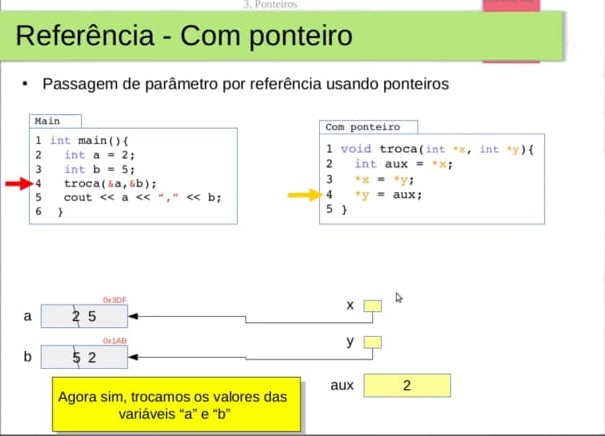 3. Ponteiros
Referência - Com ponteiro
• Passagem de parâmetro por referência usando ponteiros
Main
1 int main(){
2 int a = 2;
3 int b = 5;
4 troca(&a,&b);
5 cout << a << "," << b;
6 }
Com ponteiro
1 void troca(int *x, int *y){
2 int aux = *x;
3 *x = *y;
4 *y = aux;
5 }
0x3DF
a 2 5
x
0x1AB
b 5 2
y
aux 2
Agora sim, trocamos os valores das
variáveis "a" e "b"